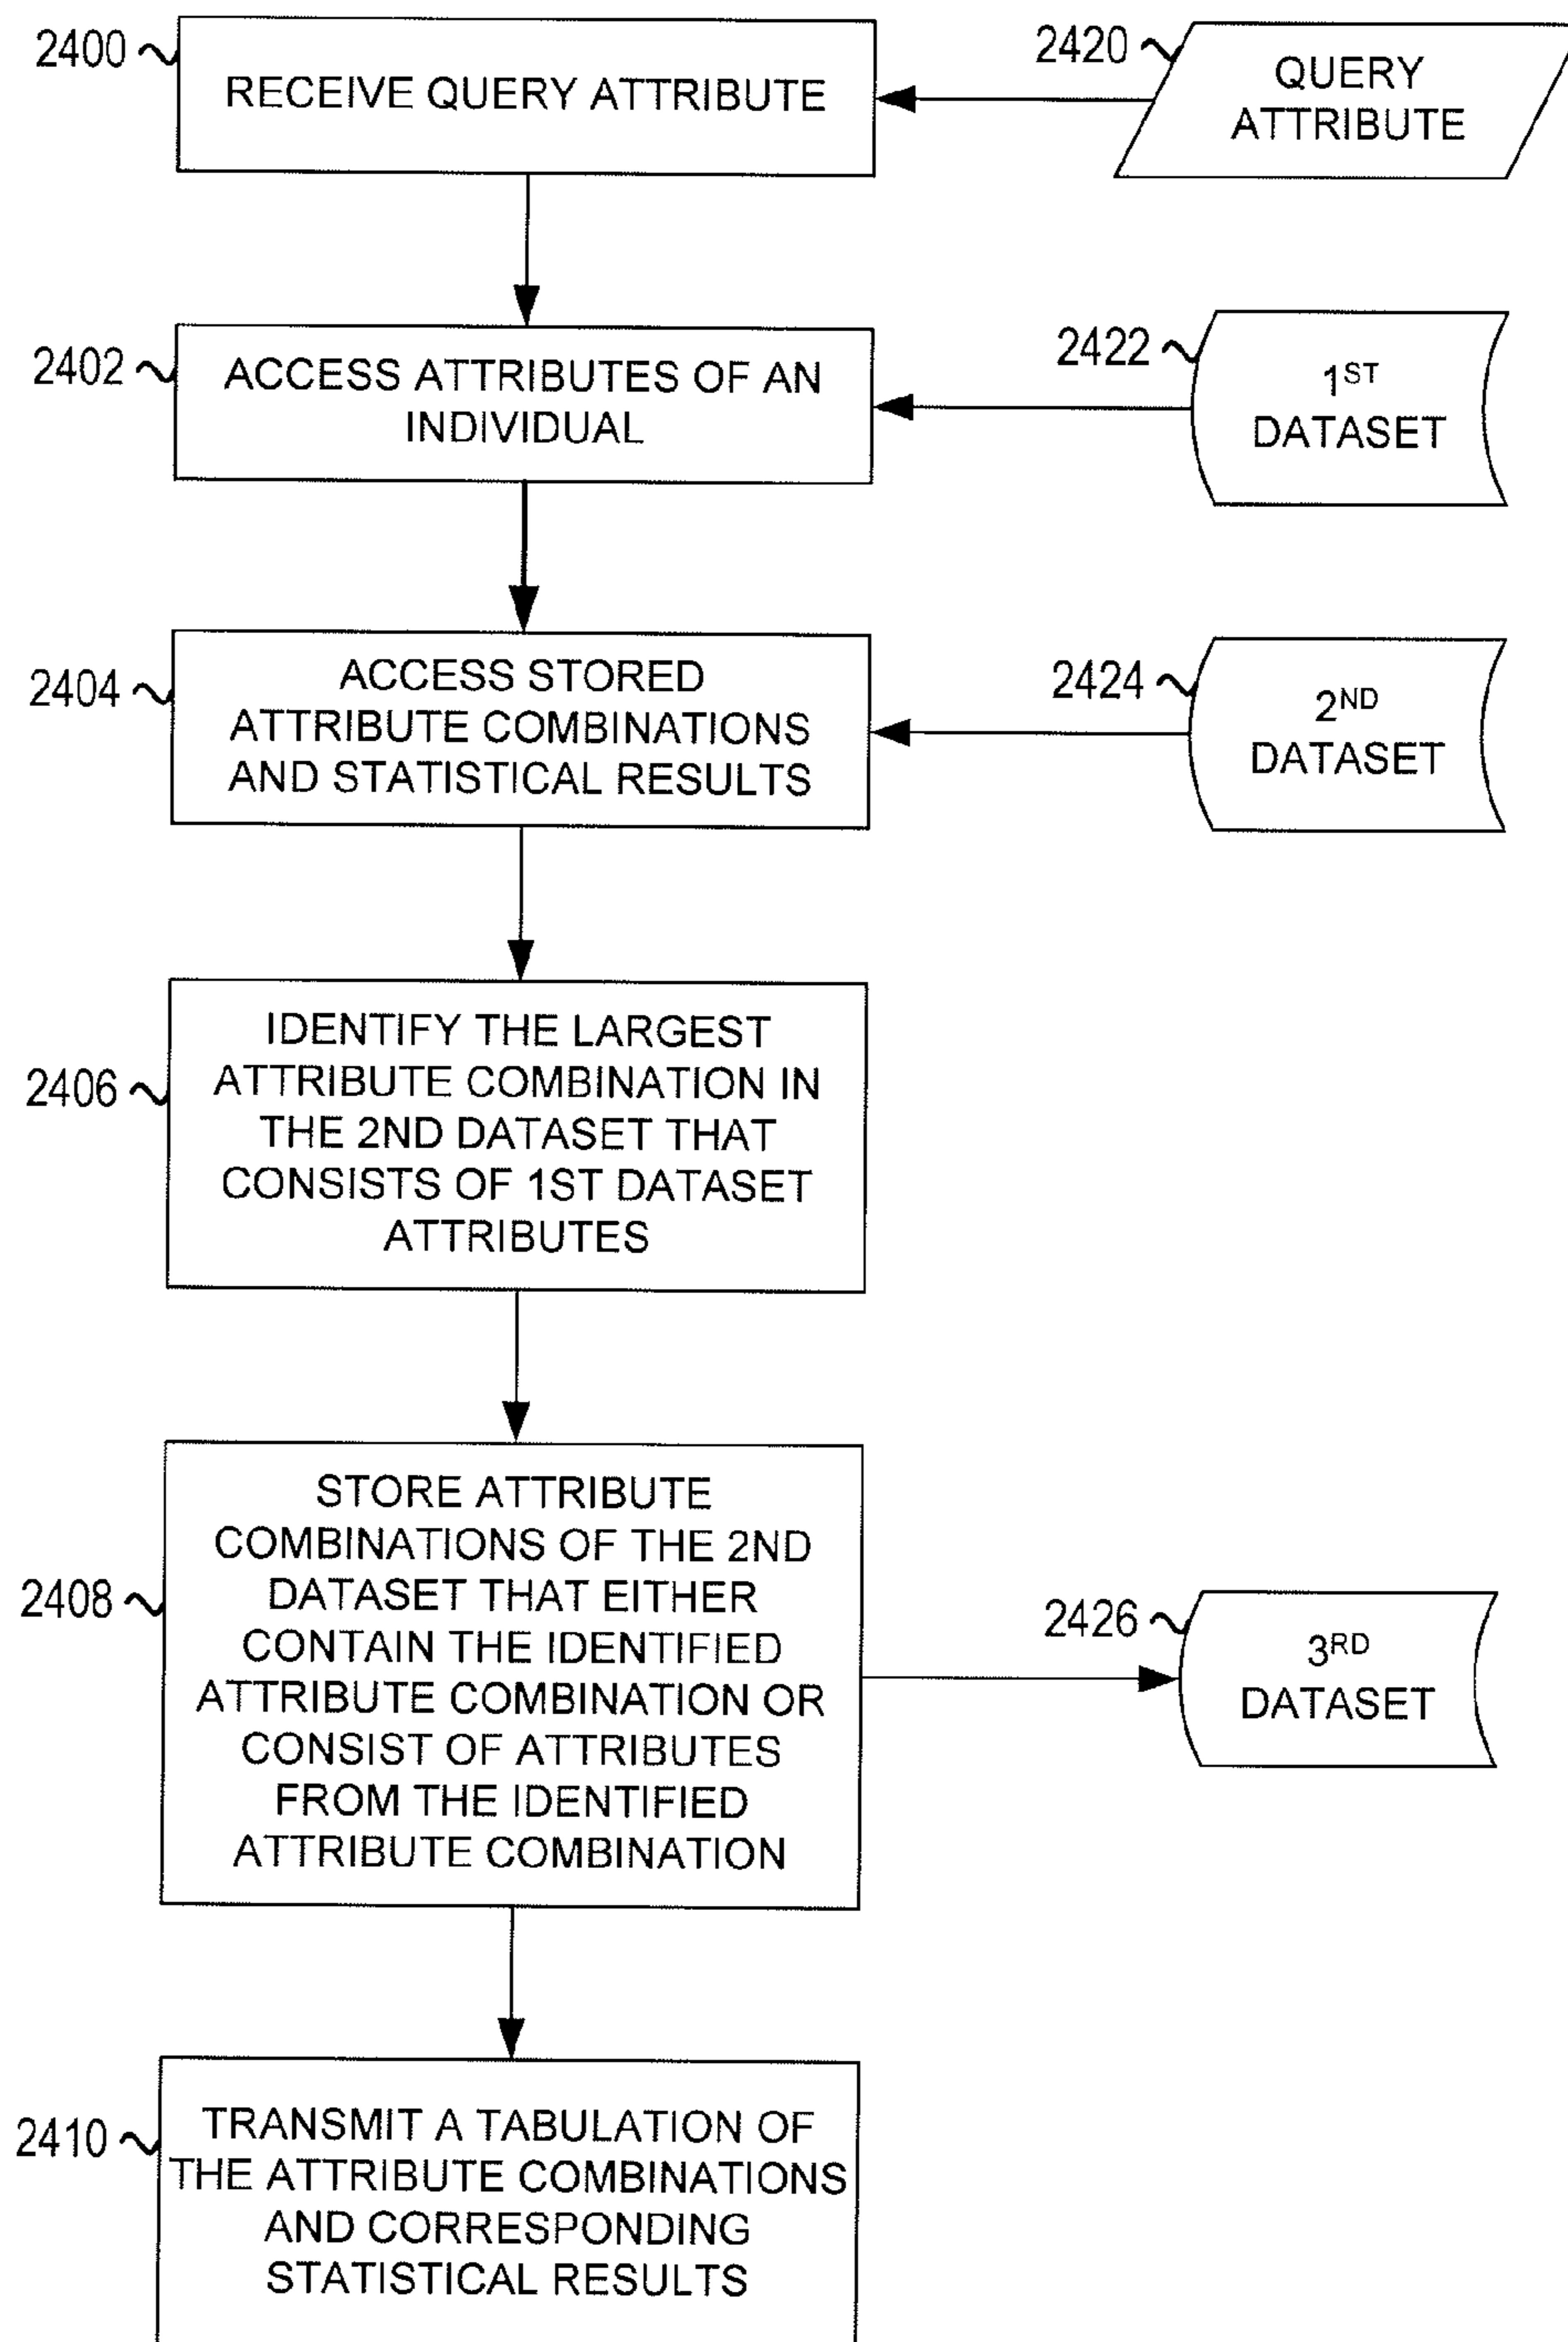 2400
RECEIVE QUERY ATTRIBUTE
2420
QUERY
ATTRIBUTE
2402
ACCESS ATTRIBUTES OF AN
INDIVIDUAL
2422
1ST
DATASET
2404
ACCESS STORED
ATTRIBUTE COMBINATIONS
AND STATISTICAL RESULTS
2424
2ND
DATASET
2406
IDENTIFY THE LARGEST
ATTRIBUTE COMBINATION IN
THE 2ND DATASET THAT
CONSISTS OF 1ST DATASET
ATTRIBUTES
2408
STORE ATTRIBUTE
COMBINATIONS OF THE 2ND
DATASET THAT EITHER
CONTAIN THE IDENTIFIED
ATTRIBUTE COMBINATION OR
CONSIST OF ATTRIBUTES
FROM THE IDENTIFIED
ATTRIBUTE COMBINATION
2426
3RD
DATASET
2410
TRANSMIT A TABULATION OF
THE ATTRIBUTE COMBINATIONS
AND CORRESPONDING
STATISTICAL RESULTS